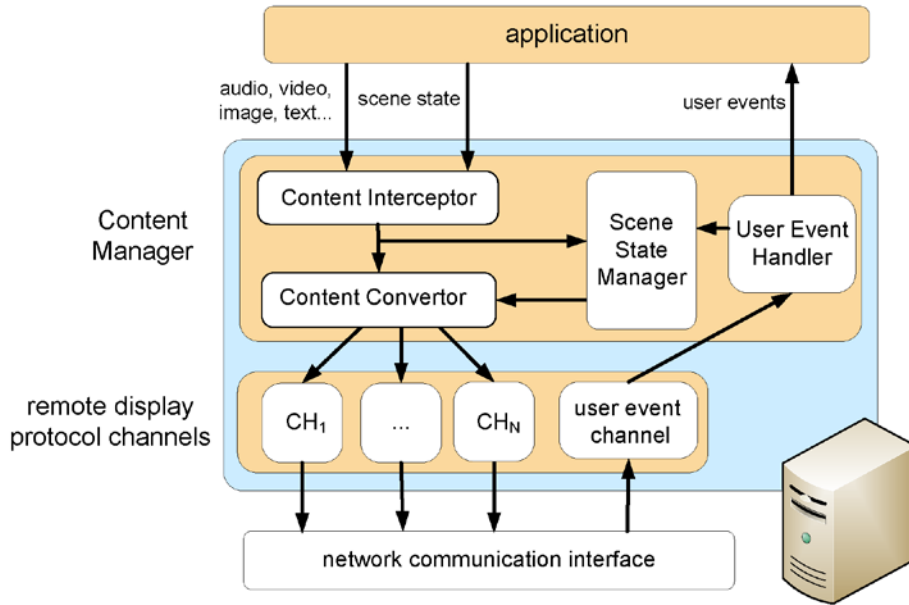 application
audio, video,
image, text...
scene state
user events
Content
Manager
Content Interceptor
Scene
State
Manager
User Event
Handler
Content Convertor
remote display
protocol channels
CH₁
...
CH_N
user event
channel
network communication interface